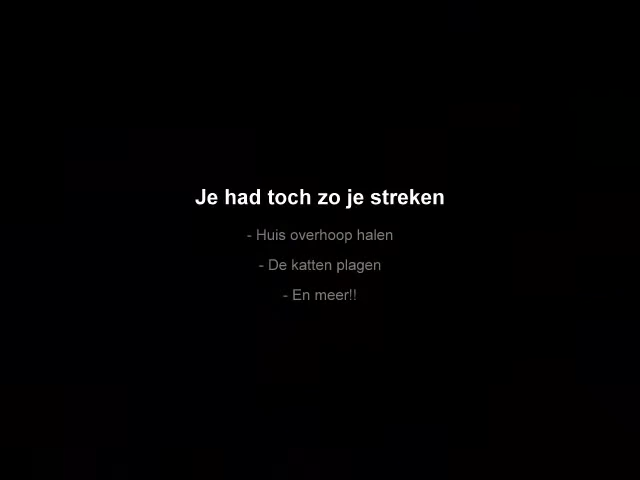 Je had toch zo je streken
- Huis overhoop halen
- De katten plagen
- En meer!!